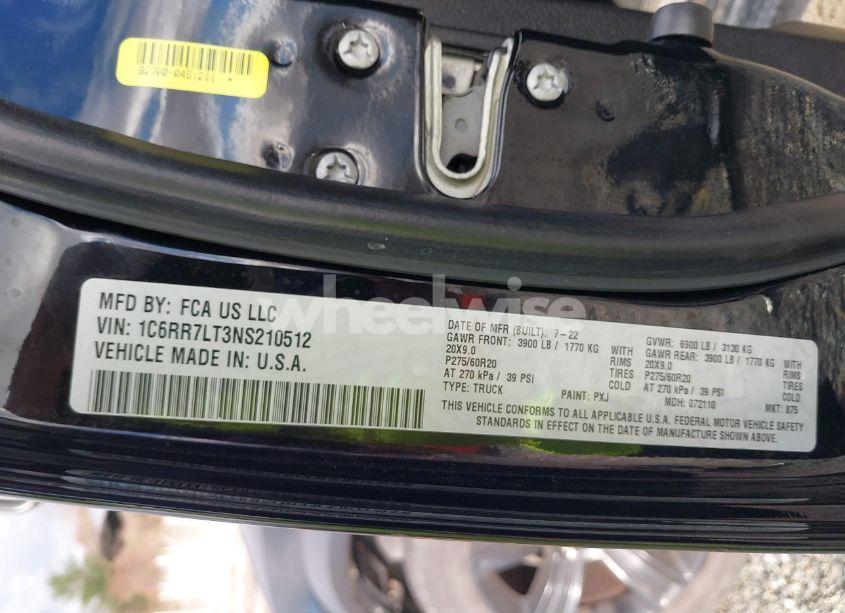 MFD BY: FCA US LLC
VIN: 1C6RR7LT3NS210512
VEHICLE MADE IN: U.S.A.
DATE OF MFR (BUILT): 7-22 GVWR: 6900 LB / 3130 KG
GAWR FRONT: 3900 LB / 1770 KG WITH GAWR REAR: 3900 LB / 1770 KG WITH
20X9.0 RIMS 20X9.0 RIMS
P275/60R20 TIRES P275/60R20 TIRES
AT 270 kPa / 39 PSI COLD AT 270 kPa / 39 PSI COLD
TYPE: TRUCK PAINT: PXJ MDH: 072110 MKT: 875
THIS VEHICLE CONFORMS TO ALL APPLICABLE U.S.A. FEDERAL MOTOR VEHICLE SAFETY
STANDARDS IN EFFECT ON THE DATE OF MANUFACTURE SHOWN ABOVE.
wheelwise